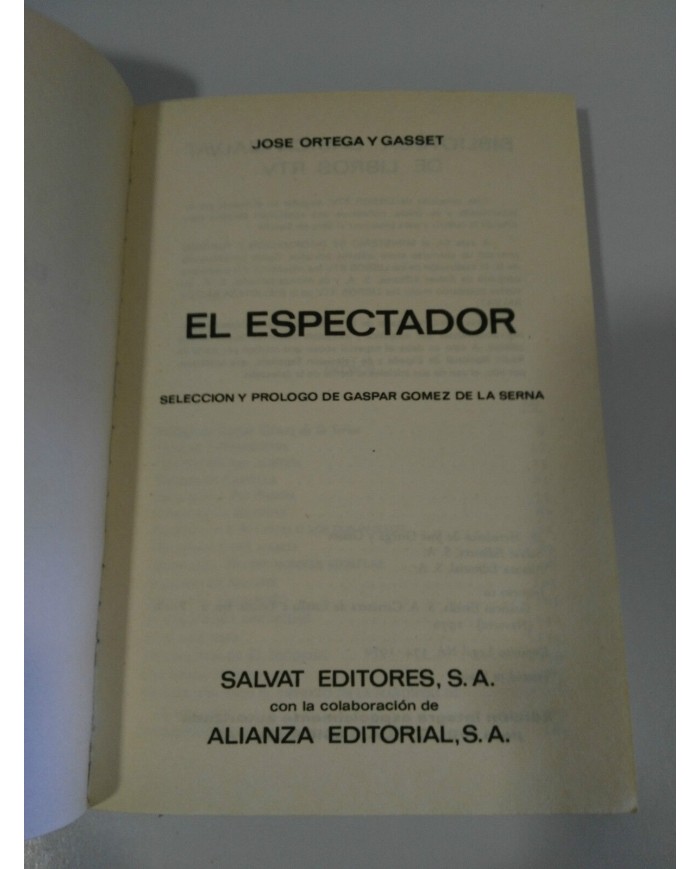 JOSE ORTEGA Y GASSET
EL ESPECTADOR
SELECCION Y PROLOGO DE GASPAR GOMEZ DE LA SERNA
SALVAT EDITORES, S.A.
con la colaboración de
ALIANZA EDITORIAL, S.A.